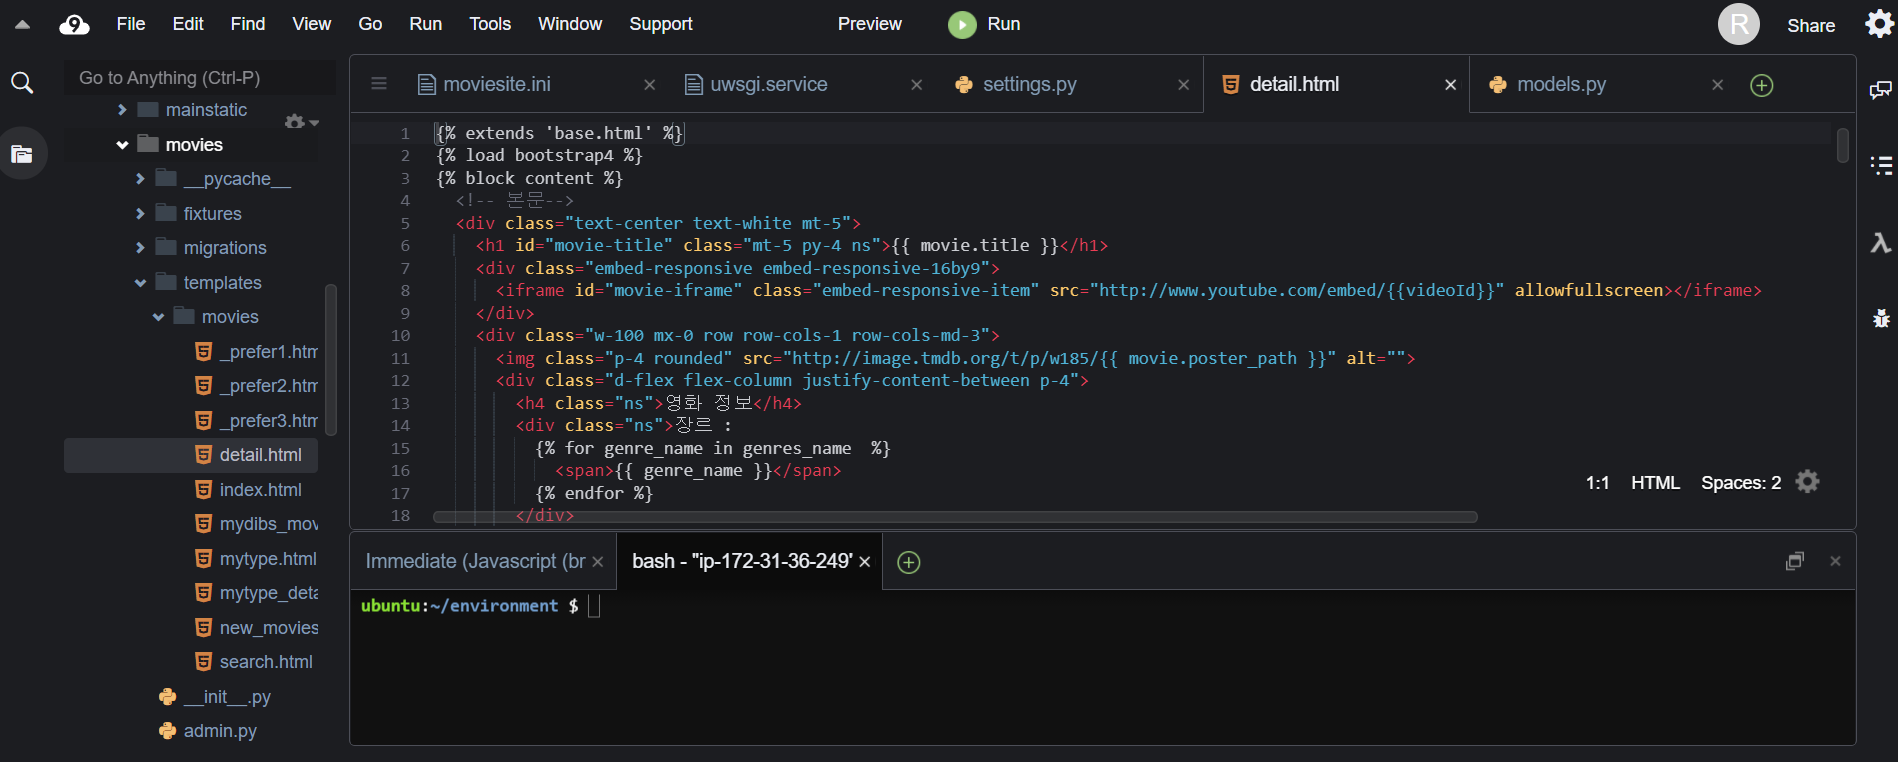 File Edit Find View Go Run Tools Window Support Preview Run R Share
Go to Anything (Ctrl-P)
mainstatic
movies
__pycache__
fixtures
migrations
templates
movies
_prefer1.htm
_prefer2.htm
_prefer3.htm
detail.html
index.html
mydibs_mov
mytype.html
mytype_deta
new_movies
search.html
__init__.py
admin.py
moviesite.ini uwsgi.service settings.py detail.html models.py
1 {% extends 'base.html' %}
2 {% load bootstrap4 %}
3 {% block content %}
4 <!-- 본문-->
5 <div class="text-center text-white mt-5">
6 <h1 id="movie-title" class="mt-5 py-4 ns">{{ movie.title }}</h1>
7 <div class="embed-responsive embed-responsive-16by9">
8 <iframe id="movie-iframe" class="embed-responsive-item" src="http://www.youtube.com/embed/{{videoId}}" allowfullscreen></iframe>
9 </div>
10 <div class="w-100 mx-0 row row-cols-1 row-cols-md-3">
11 <img class="p-4 rounded" src="http://image.tmdb.org/t/p/w185/{{ movie.poster_path }}" alt="">
12 <div class="d-flex flex-column justify-content-between p-4">
13 <h4 class="ns">영화 정보</h4>
14 <div class="ns">장르 :
15 {% for genre_name in genres_name  %}
16 <span>{{ genre_name }}</span>
17 {% endfor %}
18 </div>
1:1 HTML Spaces: 2
Immediate (Javascript (br bash - "ip-172-31-36-249"
ubuntu:~/environment $